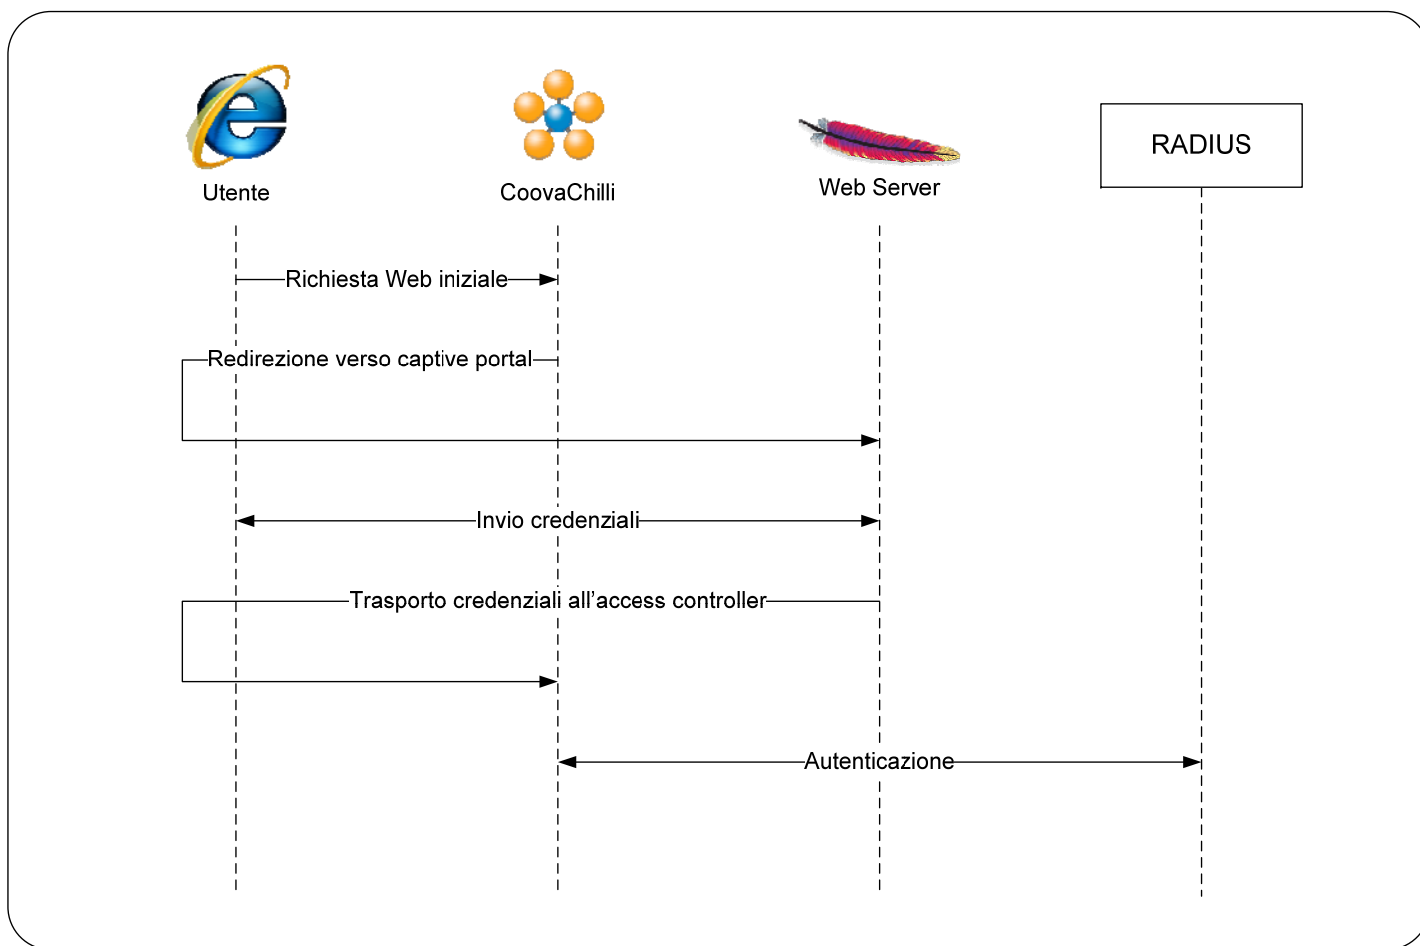 Utente
CoovaChilli
Web Server
RADIUS
Richiesta Web iniziale
Redirezione verso captive portal
Invio credenziali
Trasporto credenziali all’access controller
Autenticazione